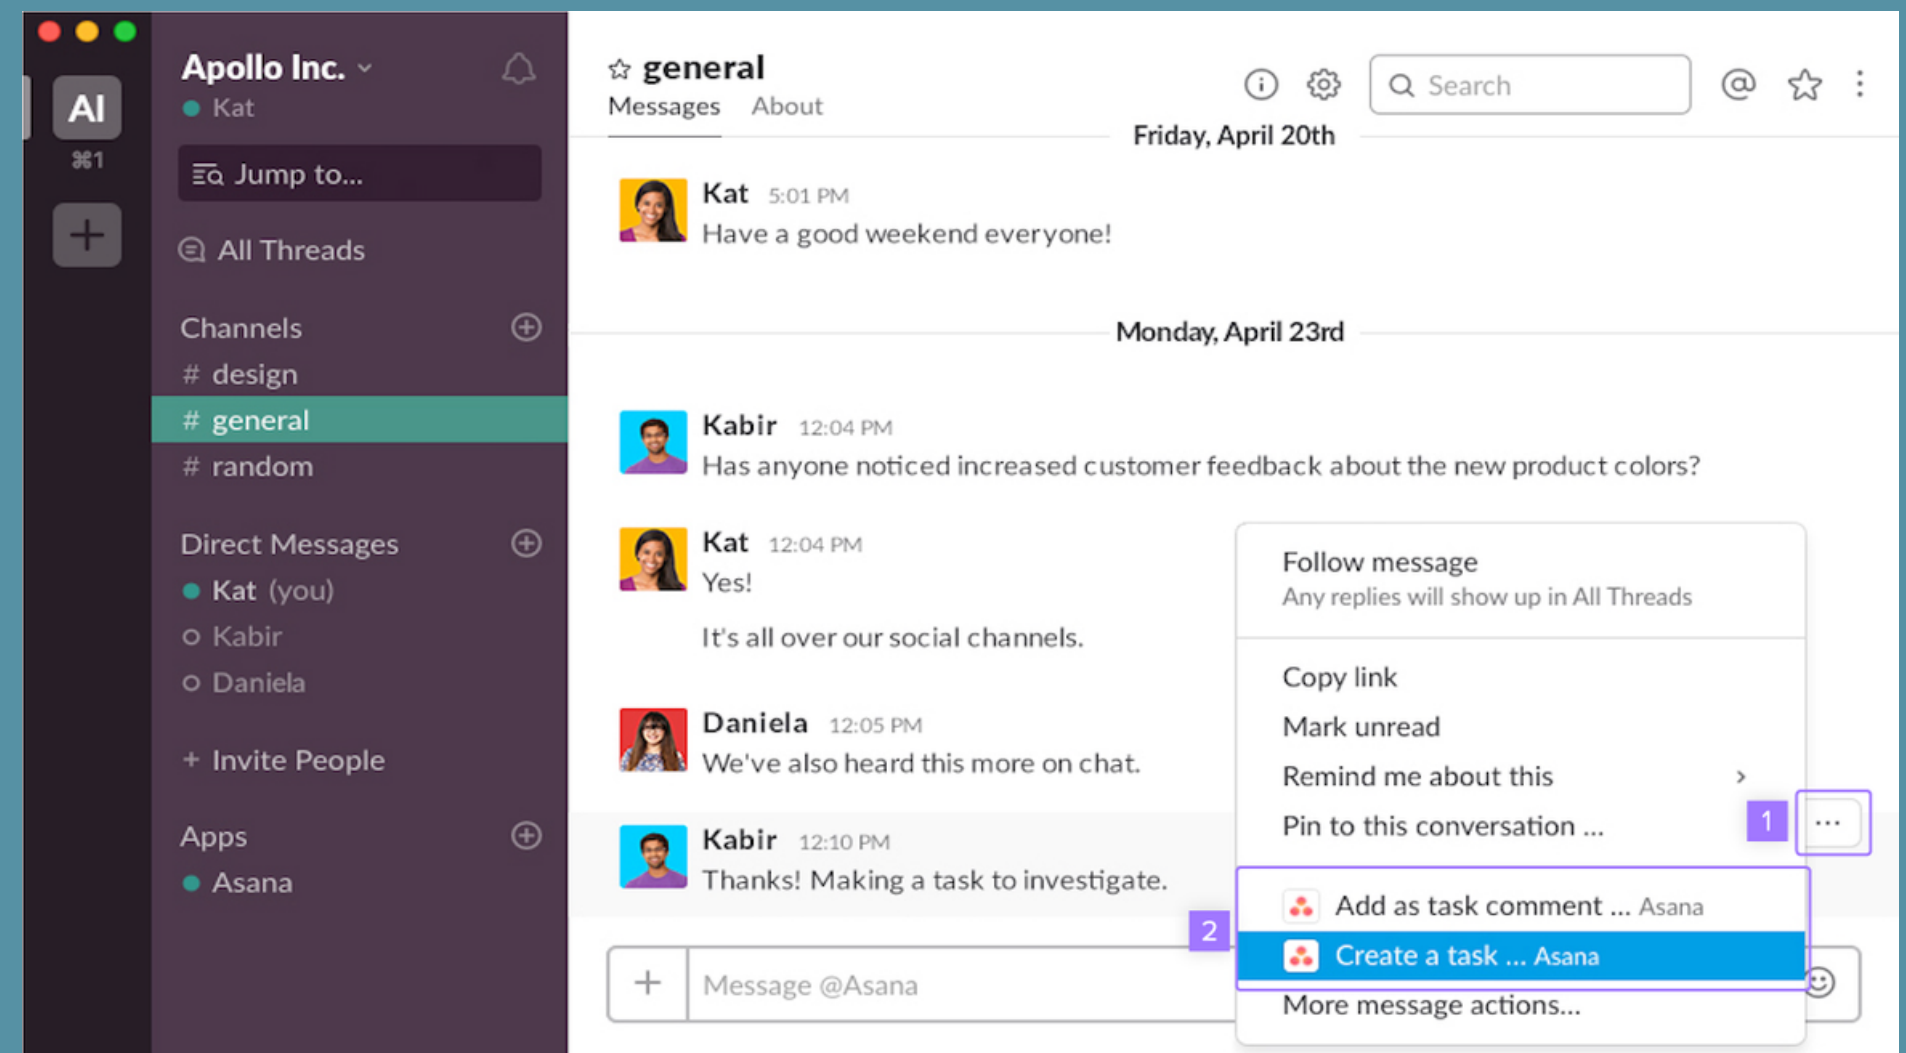 AI
⌘1
Apollo Inc.
Kat
Jump to...
All Threads
Channels
# design
# general
# random
Direct Messages
Kat (you)
Kabir
Daniela
+ Invite People
Apps
Asana
general
Messages About
Search
Friday, April 20th
Kat 5:01 PM
Have a good weekend everyone!
Monday, April 23rd
Kabir 12:04 PM
Has anyone noticed increased customer feedback about the new product colors?
Kat 12:04 PM
Yes!
It's all over our social channels.
Daniela 12:05 PM
We've also heard this more on chat.
Kabir 12:10 PM
Thanks! Making a task to investigate.
Message @Asana
Follow message
Any replies will show up in All Threads
Copy link
Mark unread
Remind me about this
Pin to this conversation ...
1
2
Add as task comment ... Asana
Create a task ... Asana
More message actions...